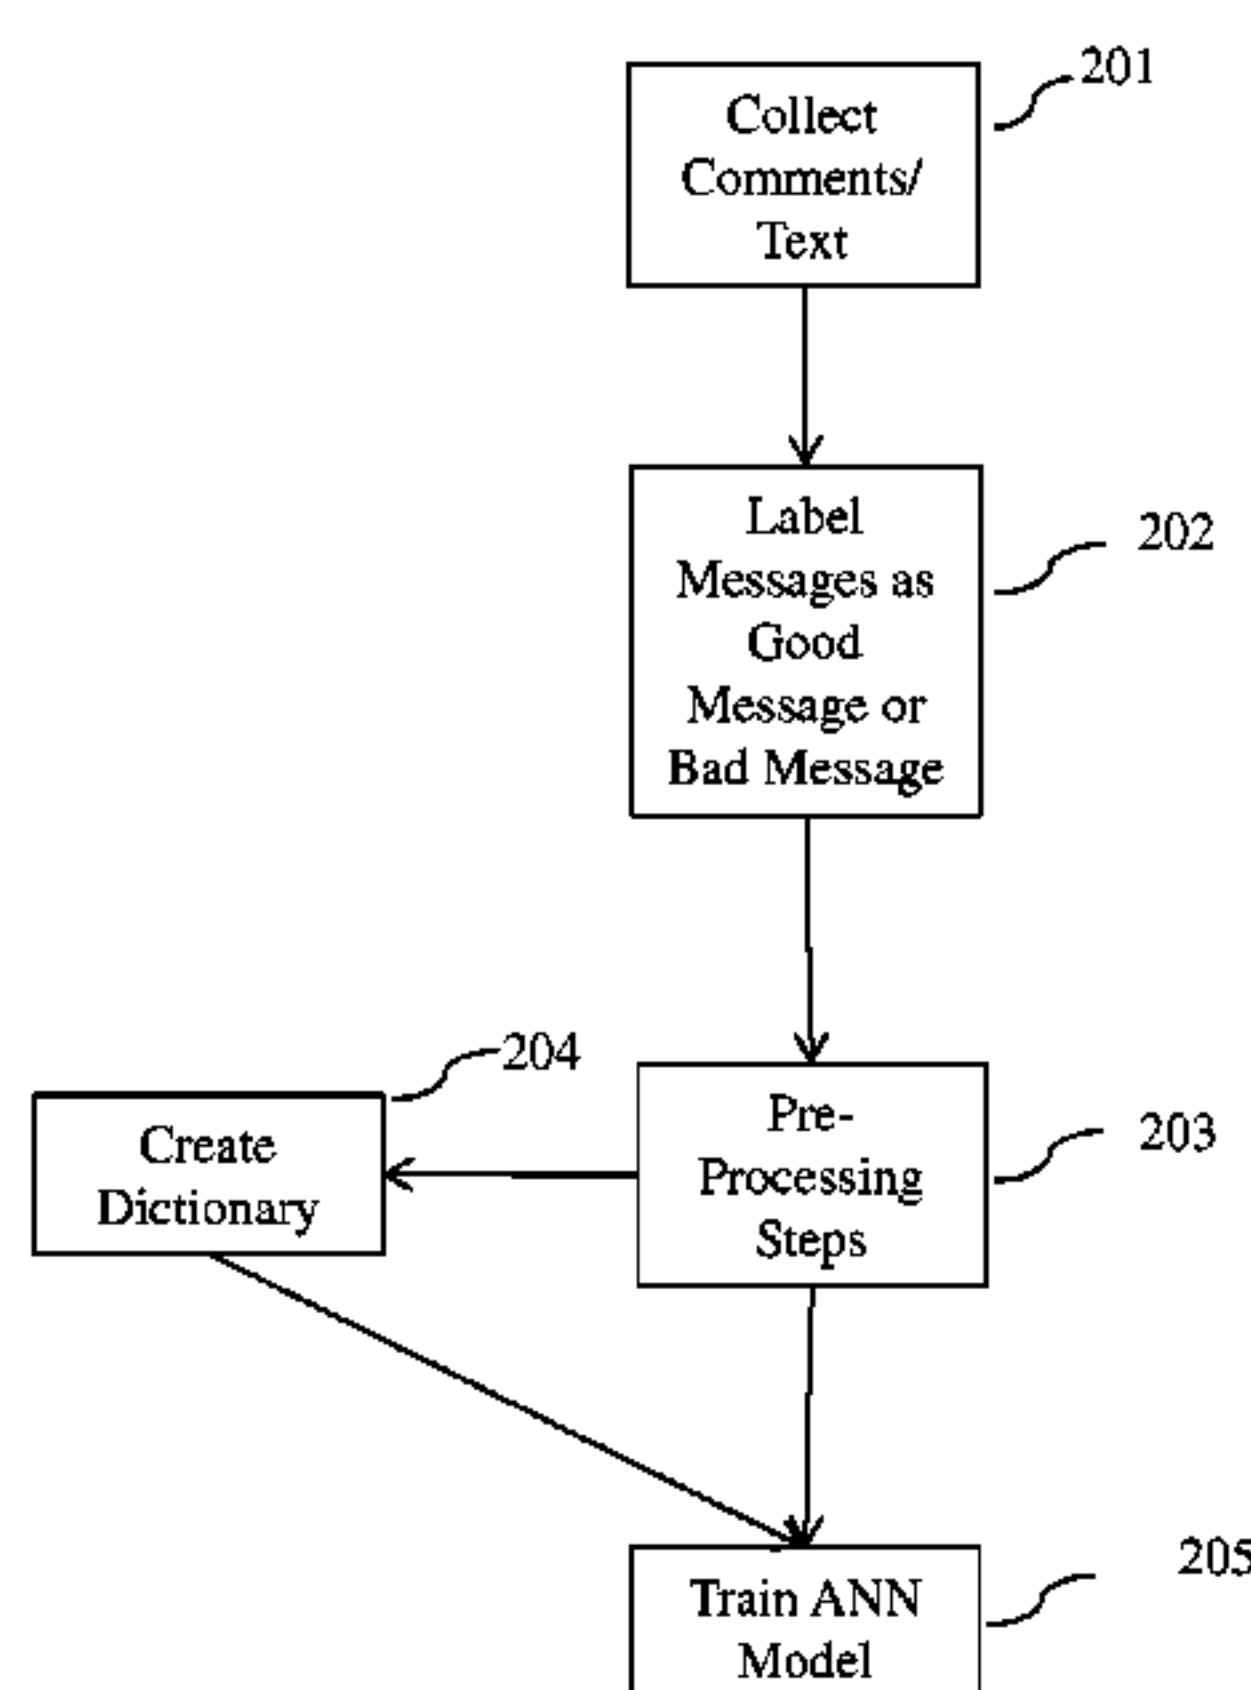 201
Collect
Comments/
Text
202
Label
Messages as
Good
Message or
Bad Message
204
Create
Dictionary
203
Pre-
Processing
Steps
205
Train ANN
Model